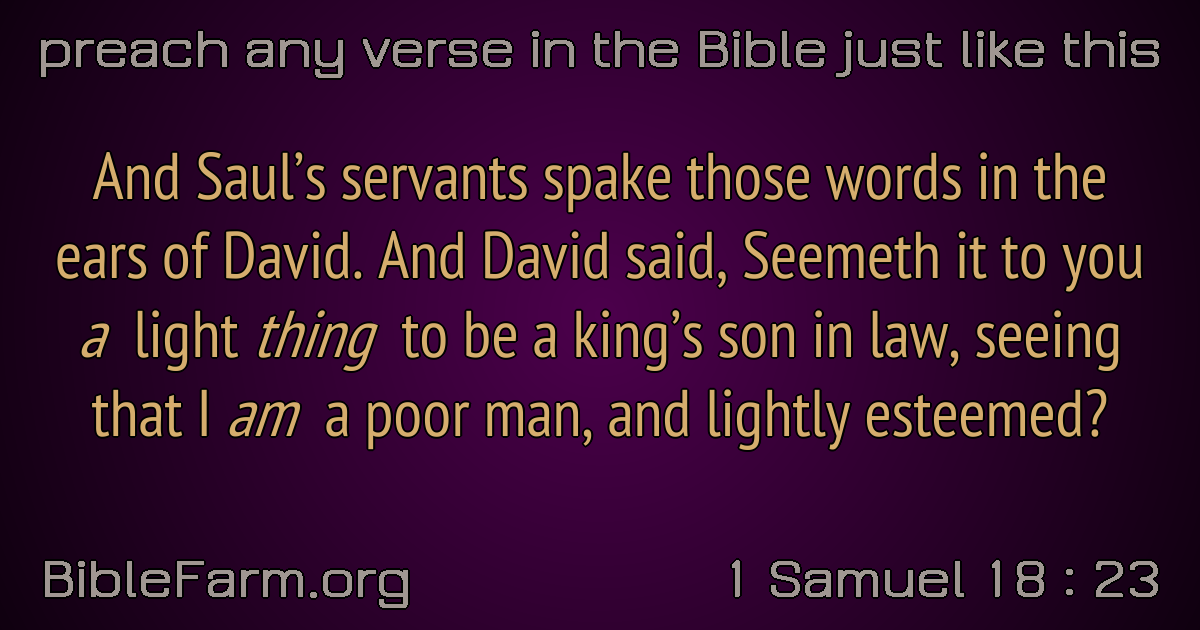 preach any verse in the Bible just like this
And Saul’s servants spake those words in the
ears of David. And David said, Seemeth it to you
a light thing to be a king’s son in law, seeing
that I am a poor man, and lightly esteemed?
BibleFarm.org
1 Samuel 18 : 23